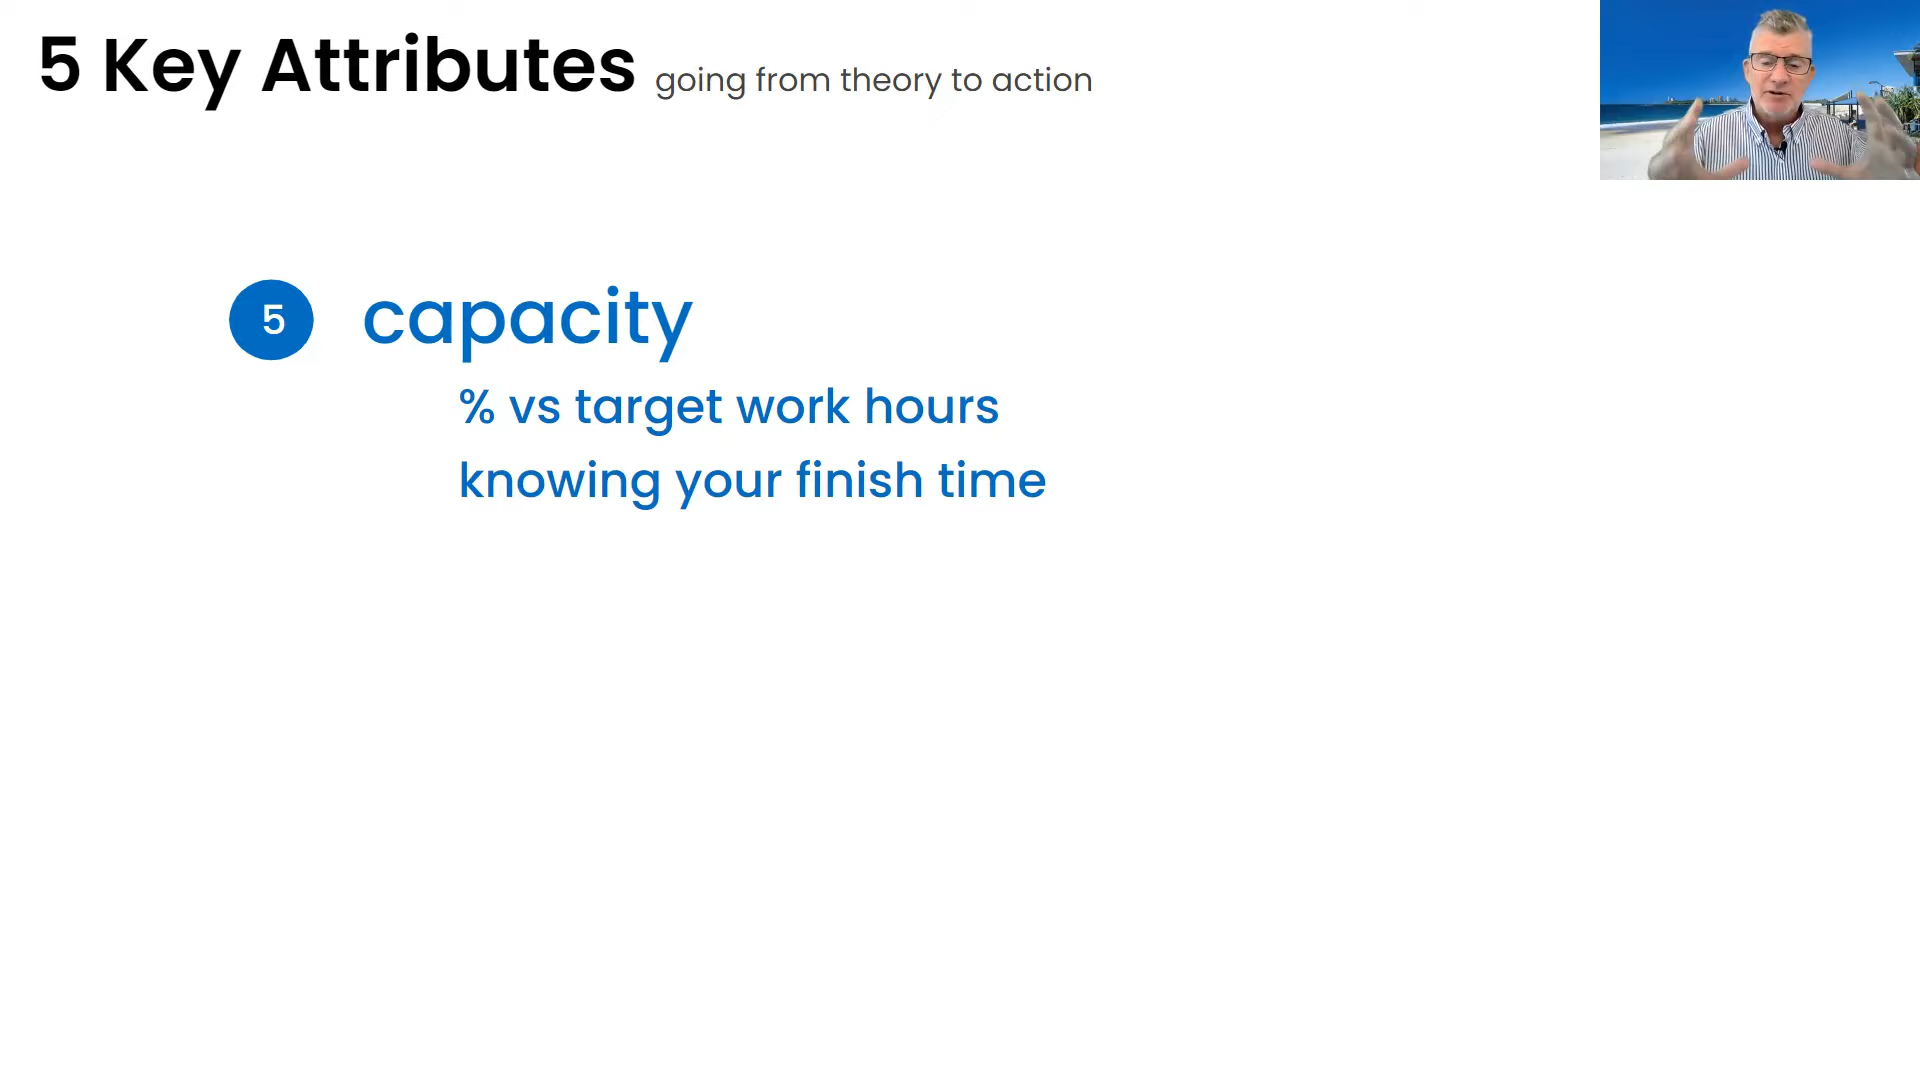 5 Key Attributes going from theory to action
5 capacity
% vs target work hours
knowing your finish time